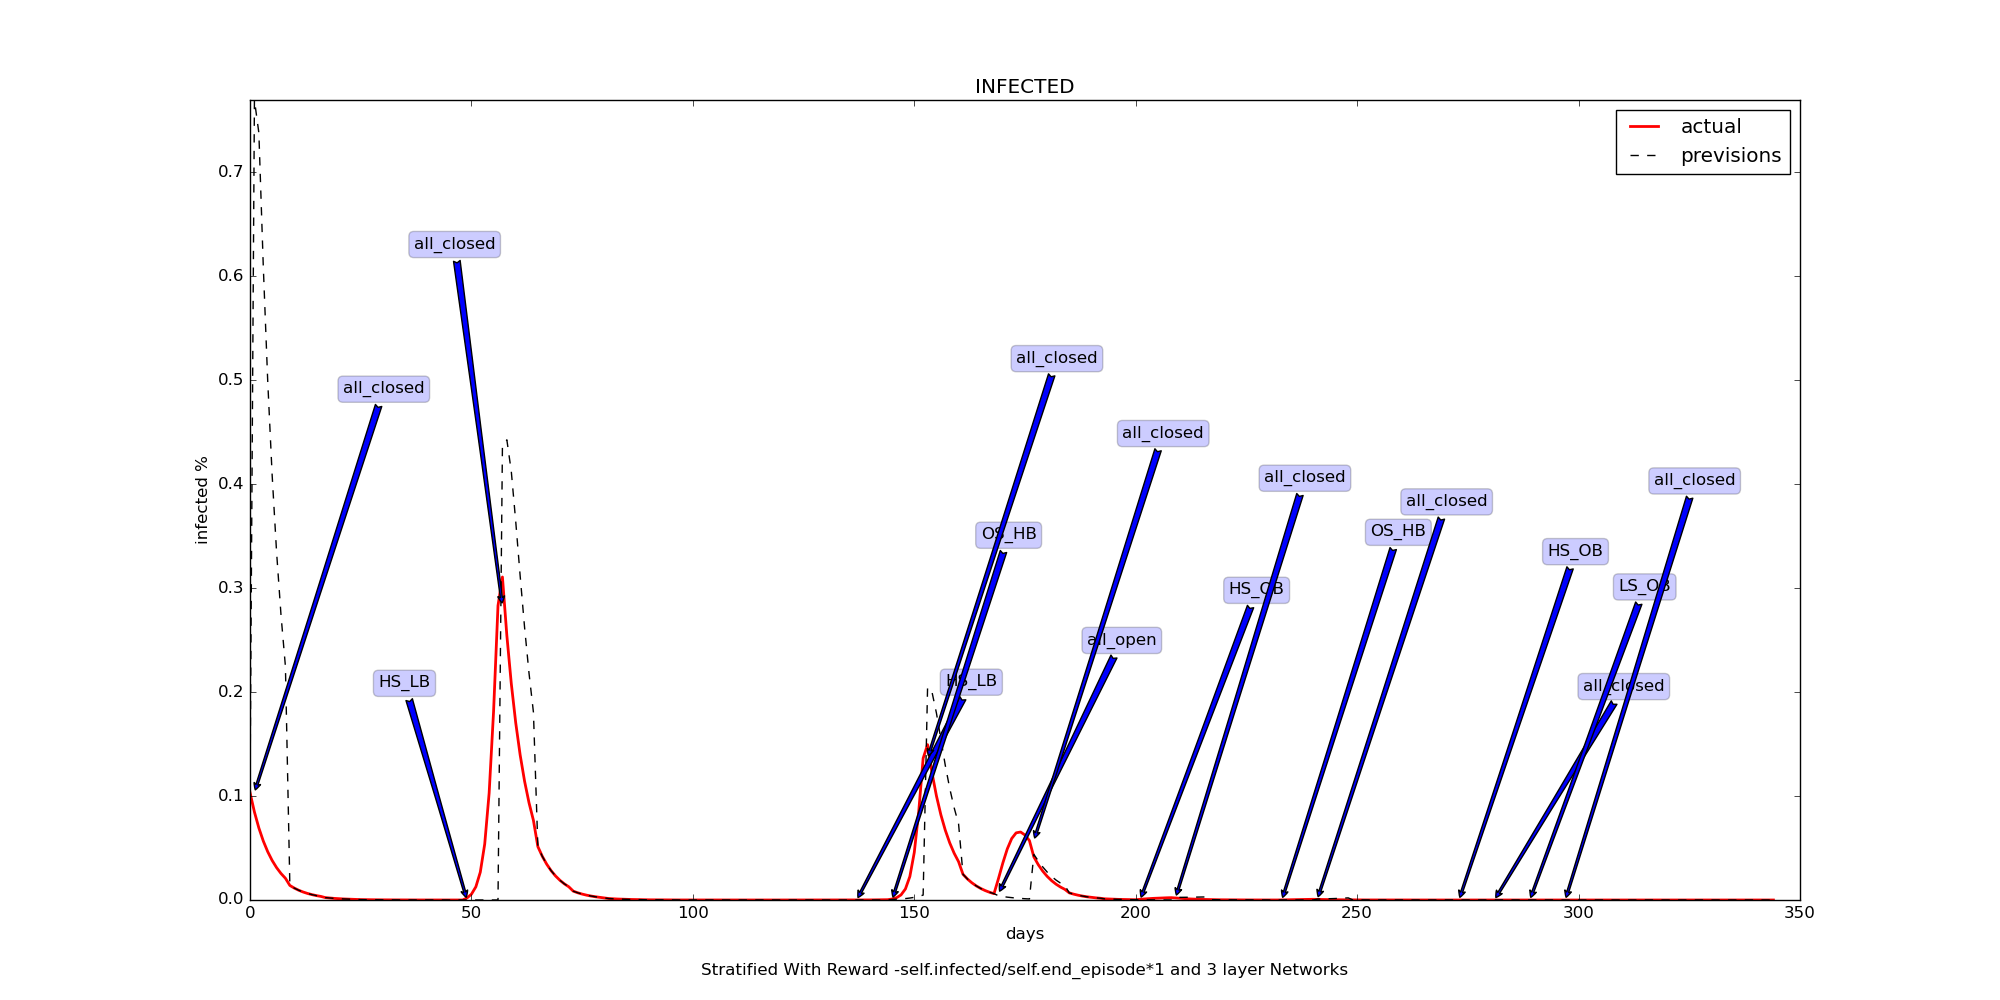 INFECTED
actual
previsions
0.7
0.6
0.5
0.4
0.3
0.2
0.1
0.0
infected %
all_closed
all_closed
HS_LB
all_closed
all_closed
OS_HB
HS_LB
all_open
all_closed
HS_OB
OS_HB
all_closed
HS_OB
LS_OB
all_closed
all_closed
0
50
100
150
200
250
300
350
days
Stratified With Reward -self.infected/self.end_episode*1 and 3 layer Networks